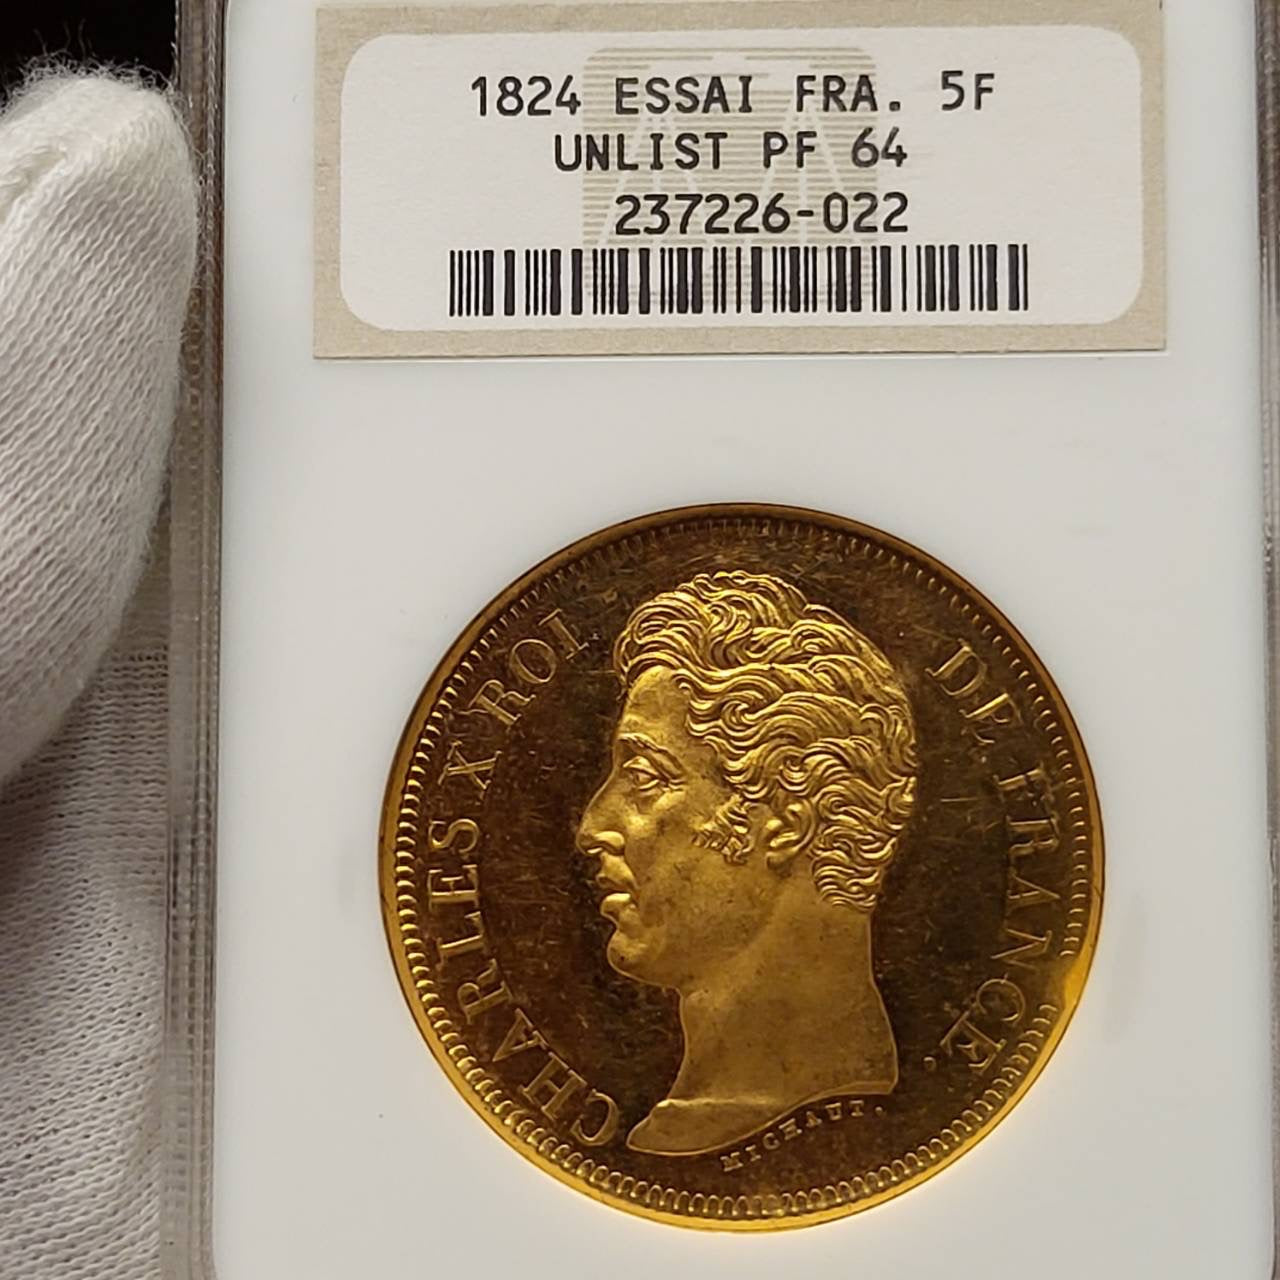 1824 ESSAI FRA. 5F
UNLIST PF 64
237226-022
CHARLES X ROI DE FRANCE.
MICHAUT.